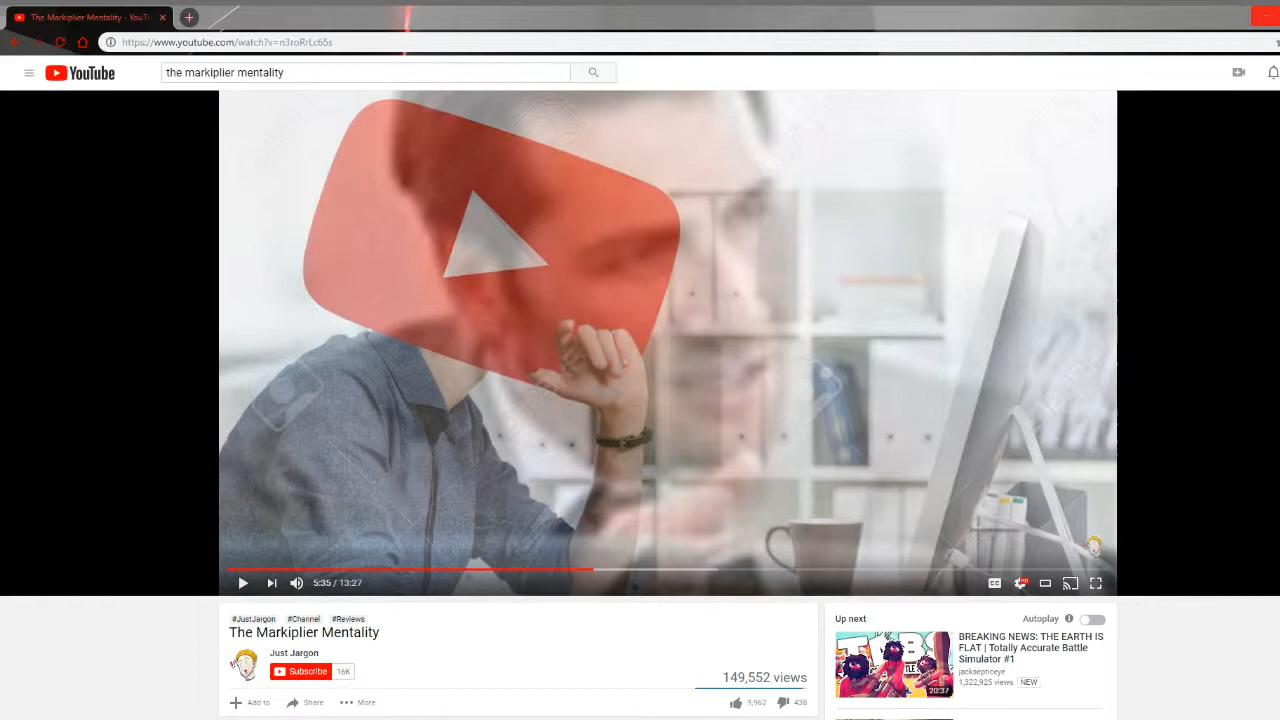 The Markiplier Mentality - YouTu
https://www.youtube.com/watch?v=n3roRrLc65s
YouTube
the markiplier mentality
5:35 / 13:27
CC
HD
#JustJargon #Channel #Reviews
The Markiplier Mentality
Just Jargon
Subscribe 16K
149,552 views
Add to Share More
9,962 438
Up next
Autoplay
BREAKING NEWS: THE EARTH IS
FLAT | Totally Accurate Battle
Simulator #1
jacksepticeye
1,322,925 views NEW
20:37